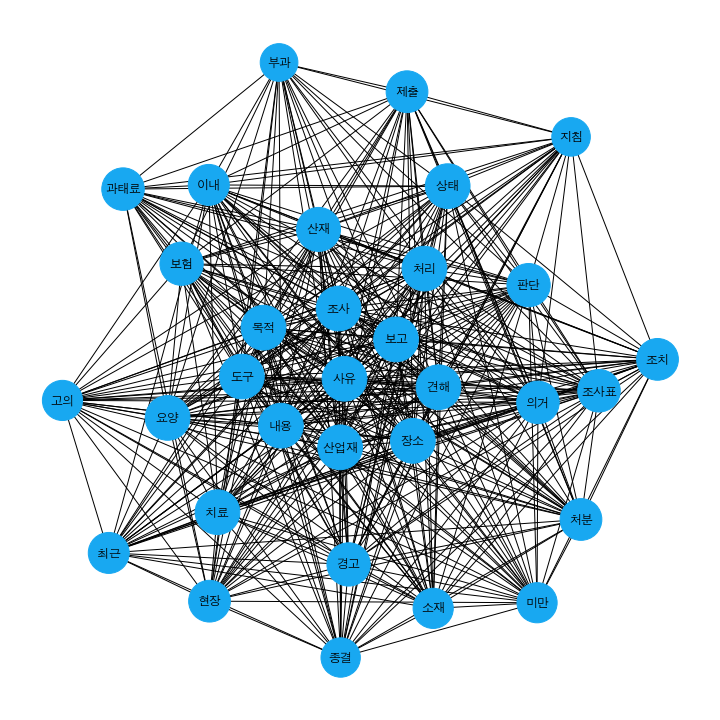 부과
제출
지침
과태료
이내
상태
산재
보험
처리
판단
조사
목적
보고
조치
도구
사유
견해
조사표
고의
의거
요양
내용
장소
산업재
치료
처분
최근
경고
현장
미만
소재
종결